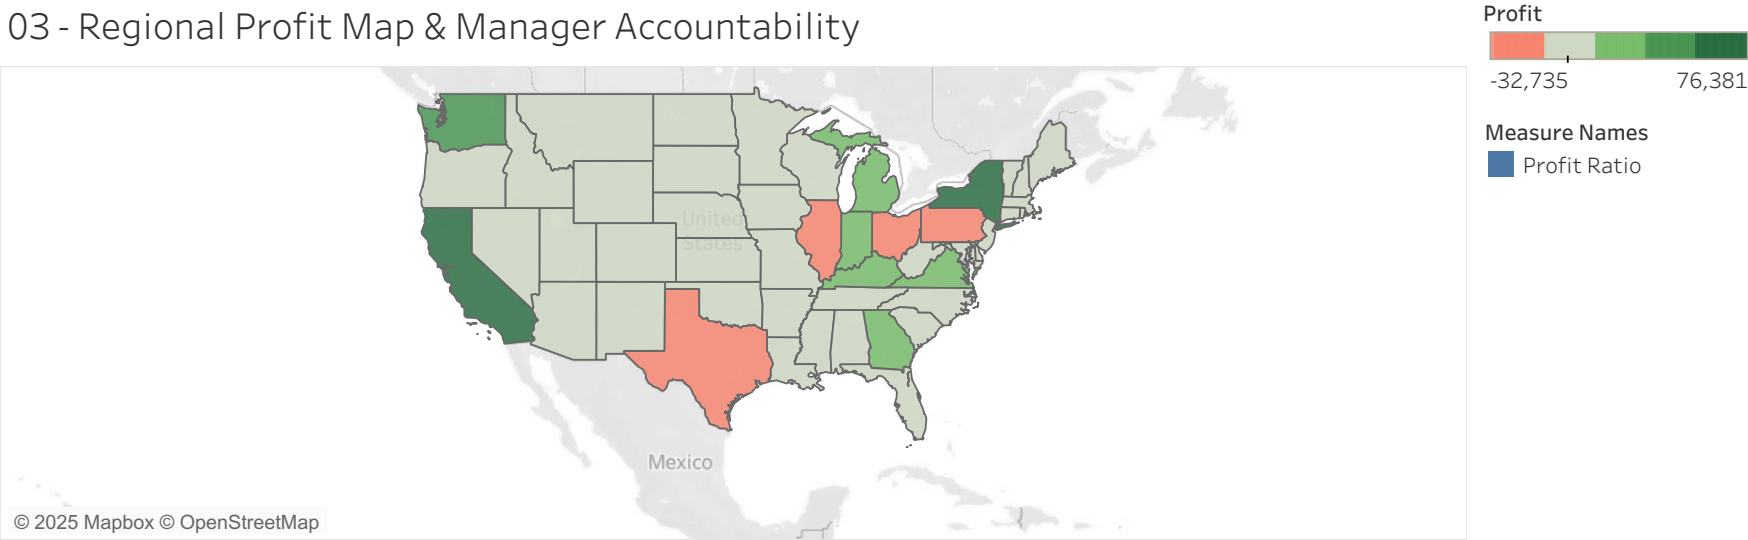 03 - Regional Profit Map & Manager Accountability
Profit
-32,735 76,381
Measure Names
Profit Ratio
United
States
Mexico
© 2025 Mapbox © OpenStreetMap